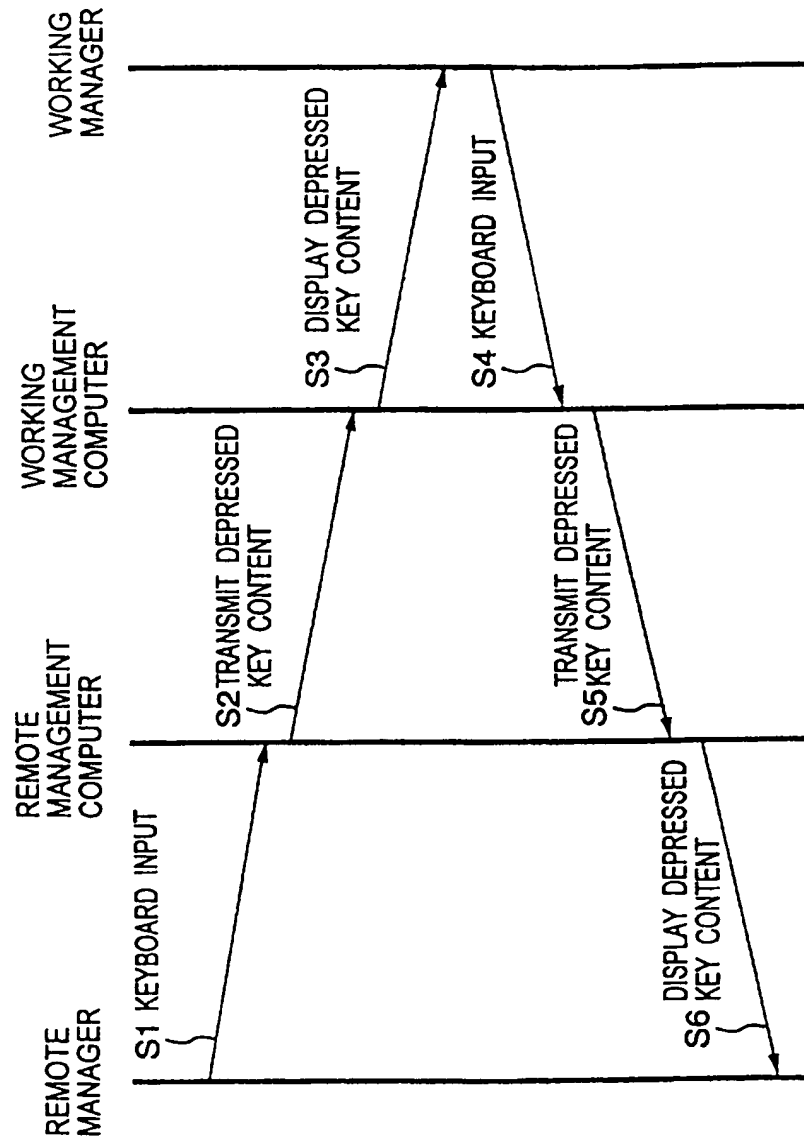 REMOTE
MANAGER
REMOTE
MANAGEMENT
COMPUTER
WORKING
MANAGEMENT
COMPUTER
WORKING
MANAGER
S1 KEYBOARD INPUT
S2 TRANSMIT DEPRESSED
KEY CONTENT
S3 DISPLAY DEPRESSED
KEY CONTENT
S4 KEYBOARD INPUT
TRANSMIT DEPRESSED
S5 KEY CONTENT
DISPLAY DEPRESSED
S6 KEY CONTENT